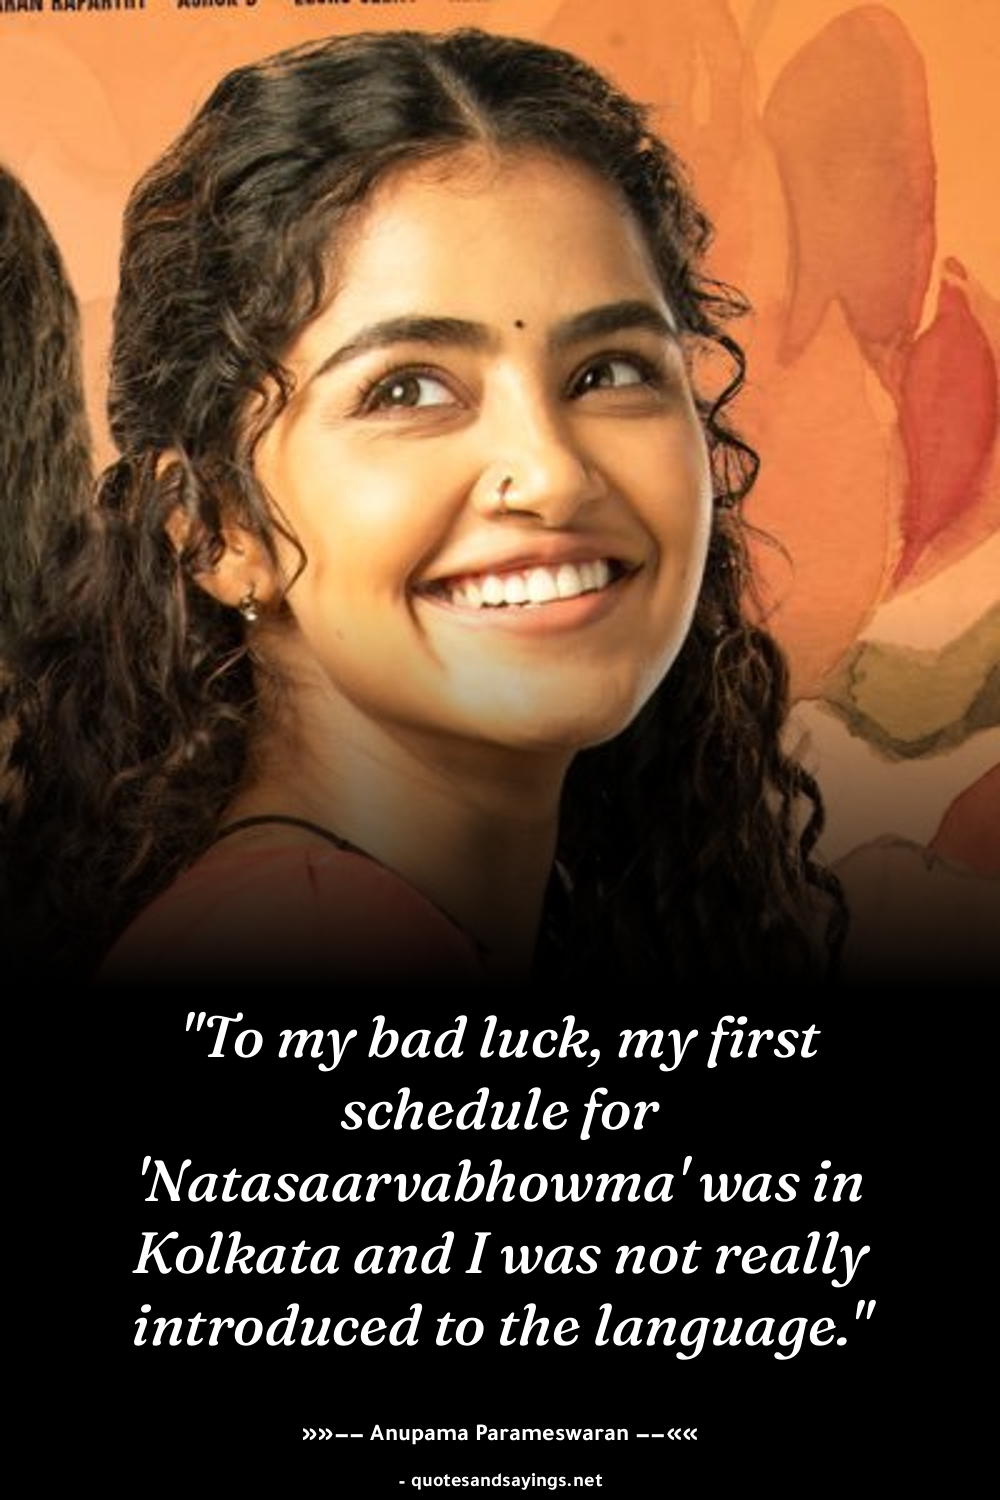 "To my bad luck, my first
schedule for
'Natasaarvabhowma' was in
Kolkata and I was not really
introduced to the language."
»»−− Anupama Parameswaran −−««
- quotesandsayings.net